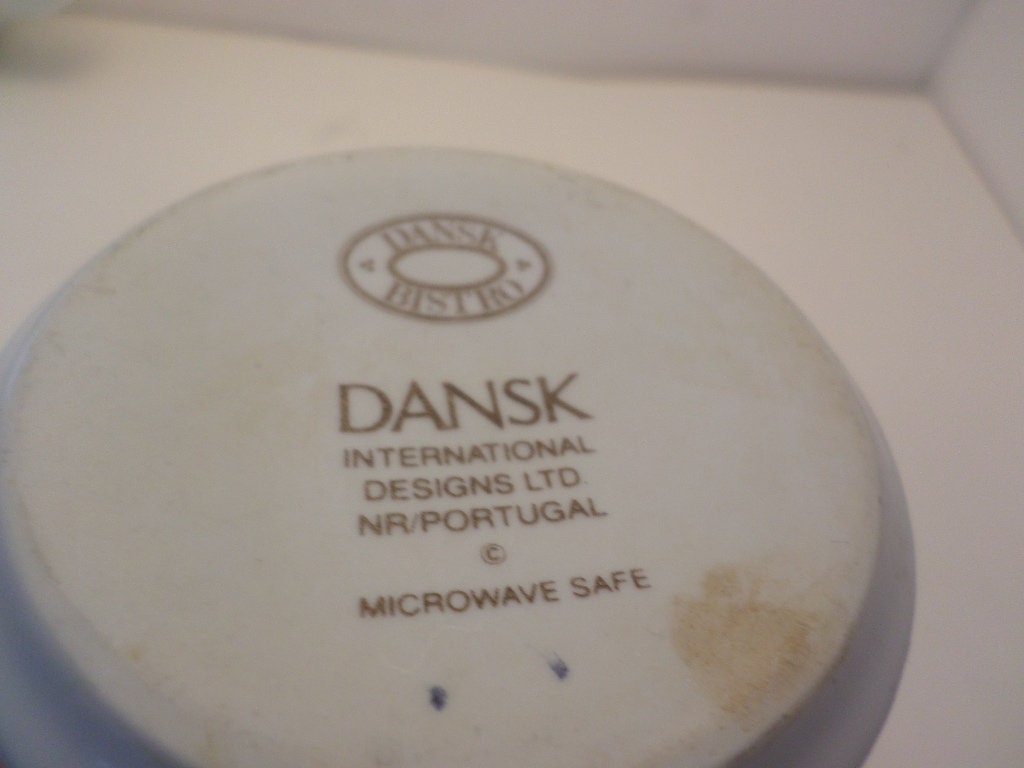 DANSK
BISTRO
DANSK
INTERNATIONAL
DESIGNS LTD.
NR/PORTUGAL
©
MICROWAVE SAFE